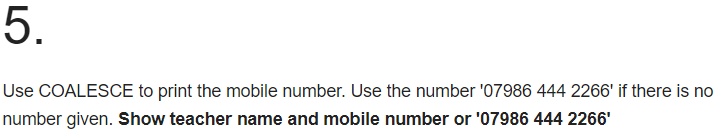 5.
Use COALESCE to print the mobile number. Use the number '07986 444 2266' if there is no
number given. Show teacher name and mobile number or '07986 444 2266'